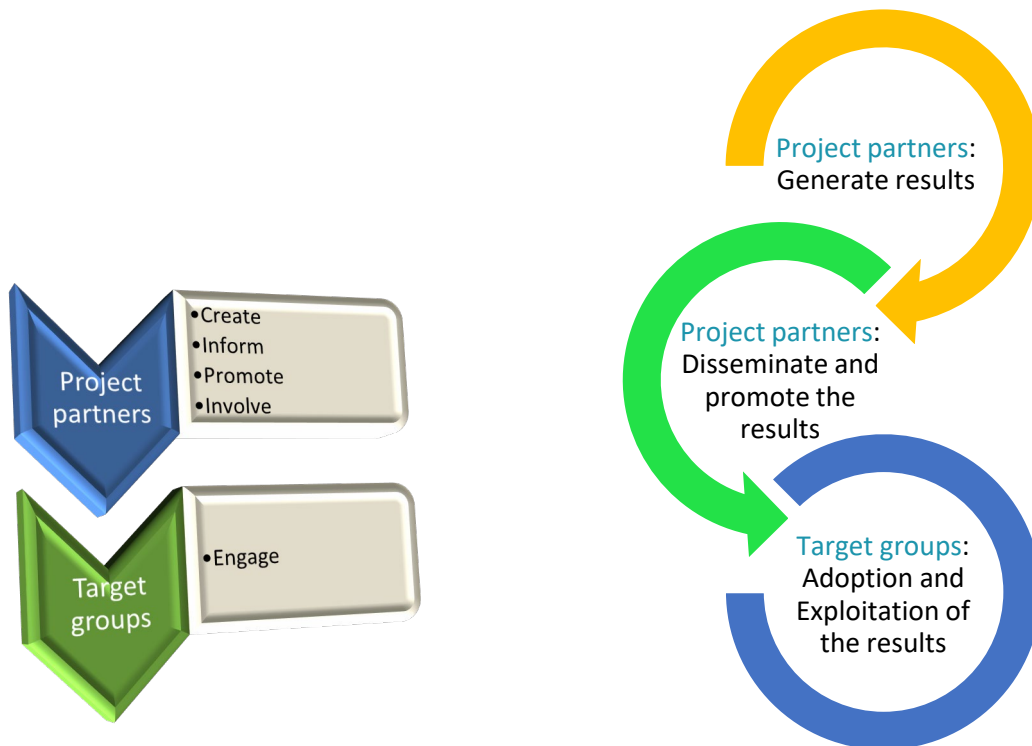 Project
partners
•Create
•Inform
•Promote
•Involve
Target
groups
•Engage
Project partners:
Generate results
Project partners:
Disseminate and
promote the
results
Target groups:
Adoption and
Exploitation of
the results